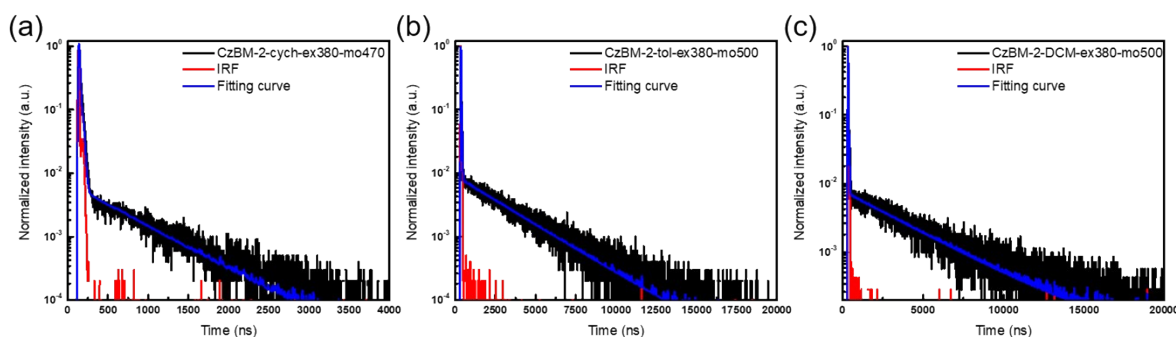 (a)
CzBM-2-cych-ex380-mo470
IRF
Fitting curve
Normalized intensity (a.u.)
10⁰
10⁻¹
10⁻²
10⁻³
10⁻⁴
0 500 1000 1500 2000 2500 3000 3500 4000
Time (ns)
(b)
CzBM-2-tol-ex380-mo500
IRF
Fitting curve
Normalized intensity (a.u.)
10⁰
10⁻¹
10⁻²
10⁻³
10⁻⁴
0 2500 5000 7500 10000 12500 15000 17500 20000
Time (ns)
(c)
CzBM-2-DCM-ex380-mo500
IRF
Fitting curve
Normalized intensity (a.u.)
10⁰
10⁻¹
10⁻²
10⁻³
0 5000 10000 15000 20000
Time (ns)